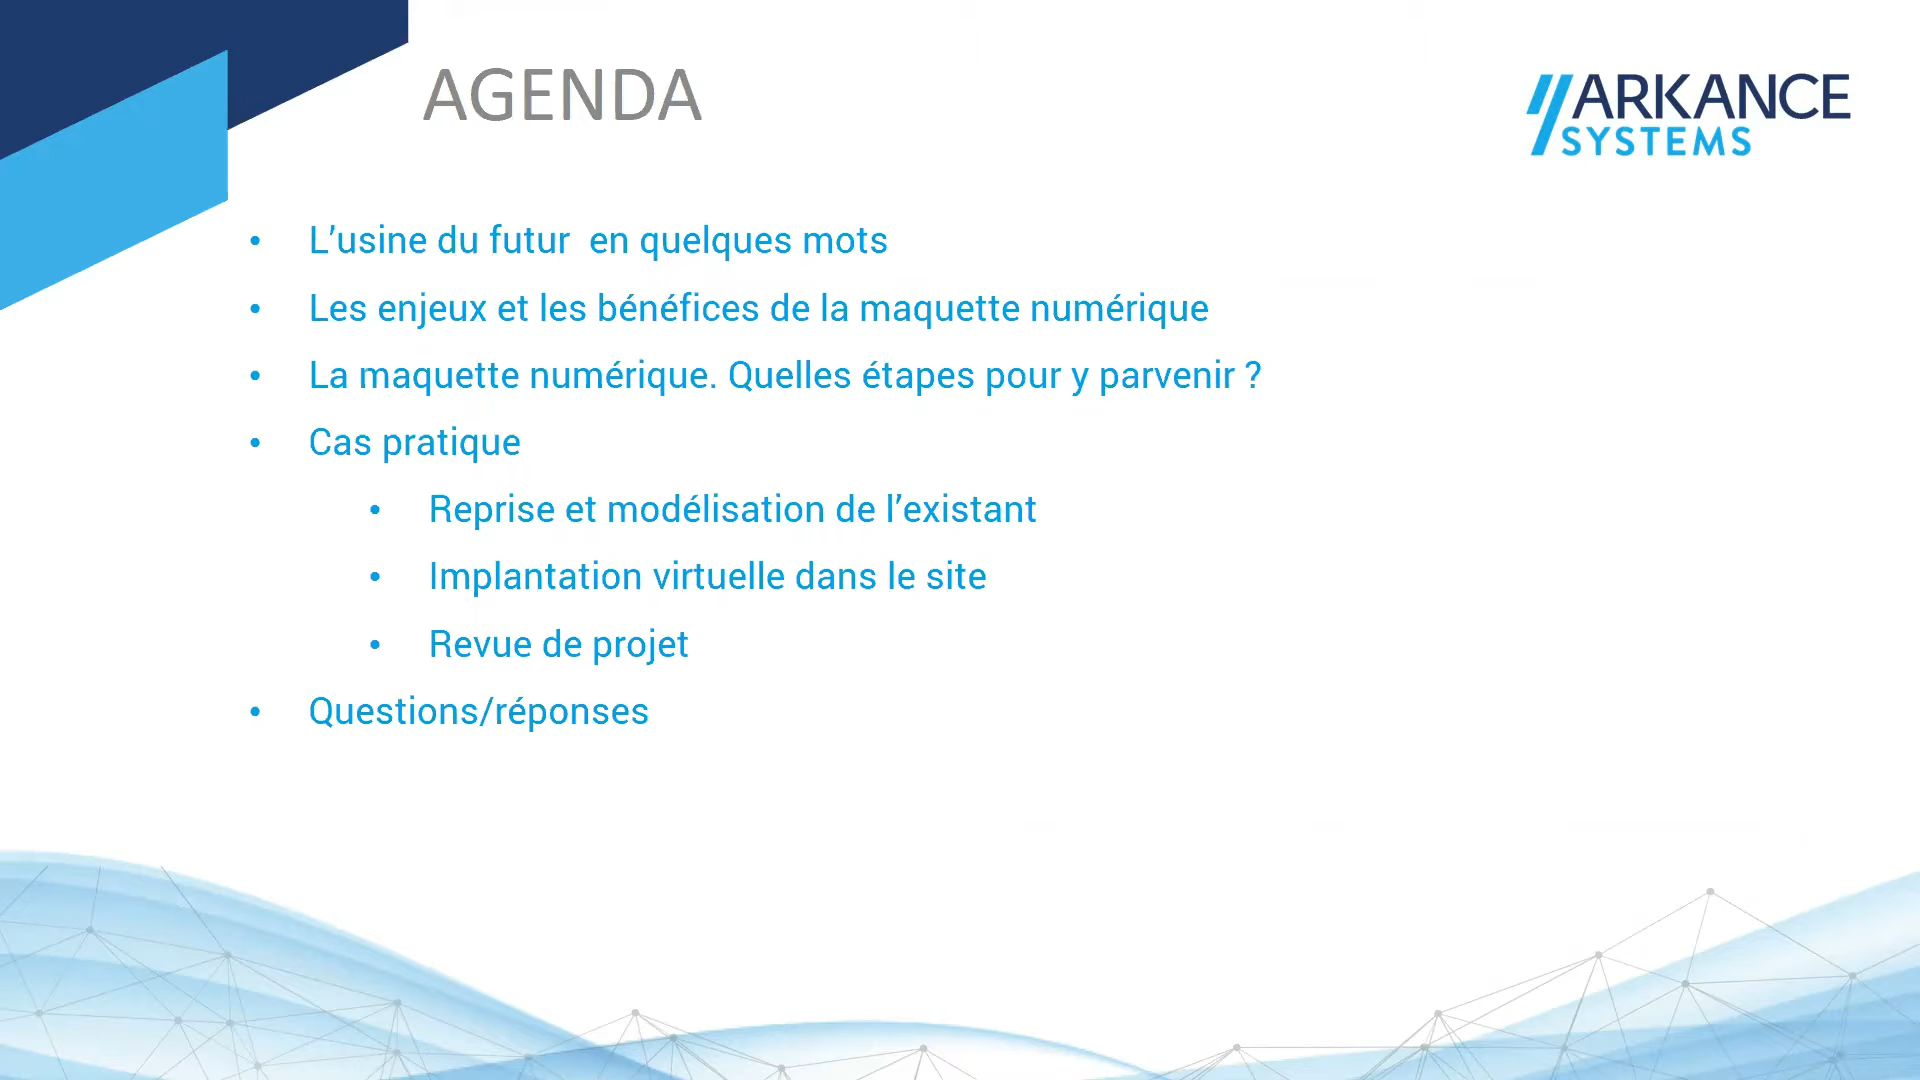 AGENDA
ARKANCE
SYSTEMS
• L’usine du futur  en quelques mots
• Les enjeux et les bénéfices de la maquette numérique
• La maquette numérique. Quelles étapes pour y parvenir ?
• Cas pratique
• Reprise et modélisation de l’existant
• Implantation virtuelle dans le site
• Revue de projet
• Questions/réponses